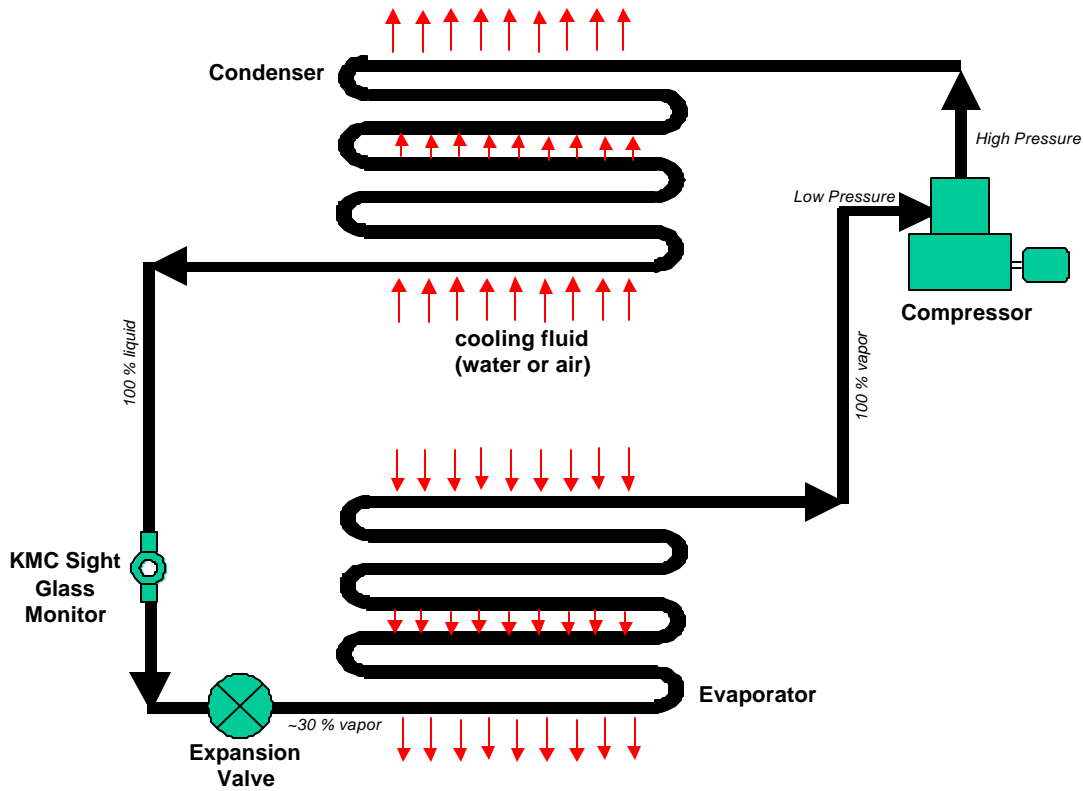 Condenser
High Pressure
Low Pressure
Compressor
cooling fluid
(water or air)
100 % liquid
100 % vapor
KMC Sight
Glass
Monitor
Evaporator
~30 % vapor
Expansion
Valve